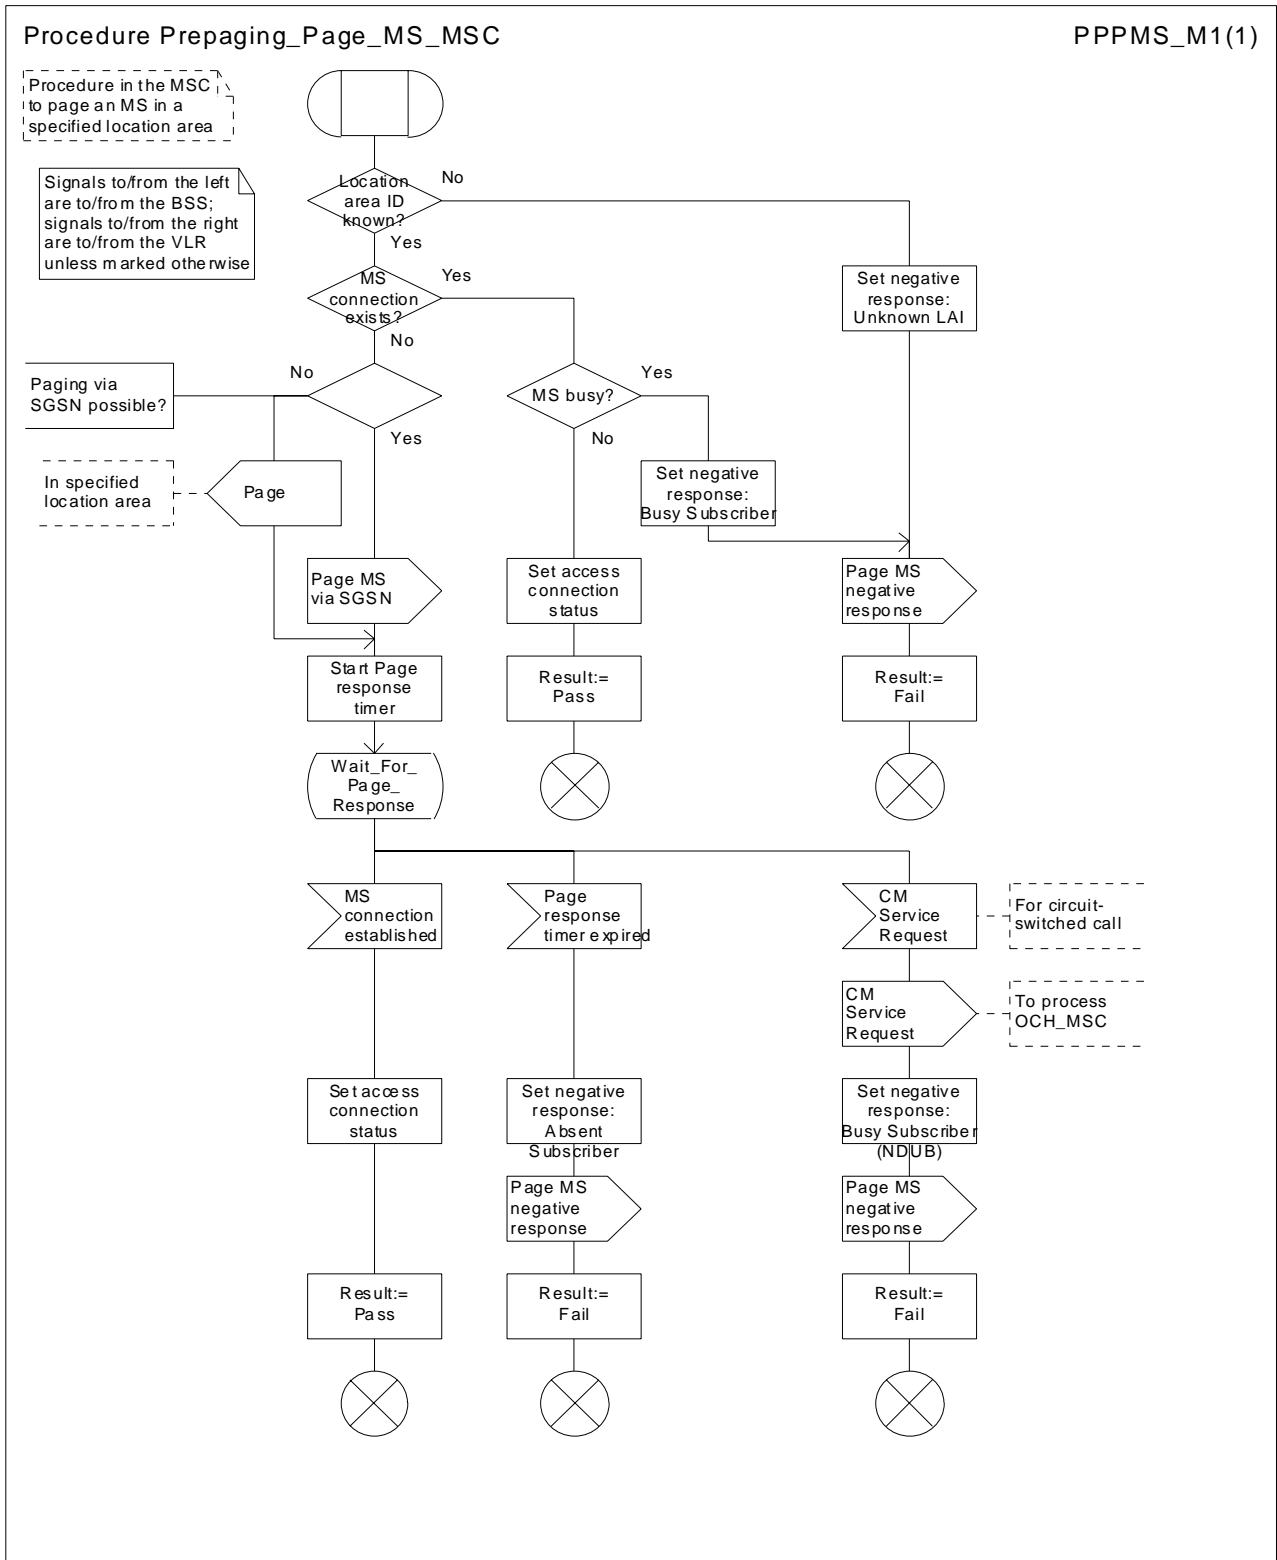 Procedure Prepaging_Page_MS_MSC
PPPMS_M1(1)
Procedure in the MSC
to page an MS in a
specified location area
Signals to/from the left
are to/from the BSS;
signals to/from the right
are to/from the VLR
unless marked otherwise
Location
area ID
known?
No
Yes
MS
connection
exists?
Yes
No
Set negative
response:
Unknown LAI
Paging via
SGSN possible?
No
Yes
MS busy?
Yes
No
In specified
location area
Page
Set negative
response:
Busy Subscriber
Page MS
via SGSN
Set access
connection
status
Page MS
negative
response
Start Page
response
timer
Result:=
Pass
Result:=
Fail
Wait_For_
Page_
Response
MS
connection
established
Page
response
timer expired
CM
Service
Request
For circuit-
switched call
CM
Service
Request
To process
OCH_MSC
Set access
connection
status
Set negative
response:
Absent
Subscriber
Set negative
response:
Busy Subscriber
(NDUB)
Page MS
negative
response
Page MS
negative
response
Result:=
Pass
Result:=
Fail
Result:=
Fail